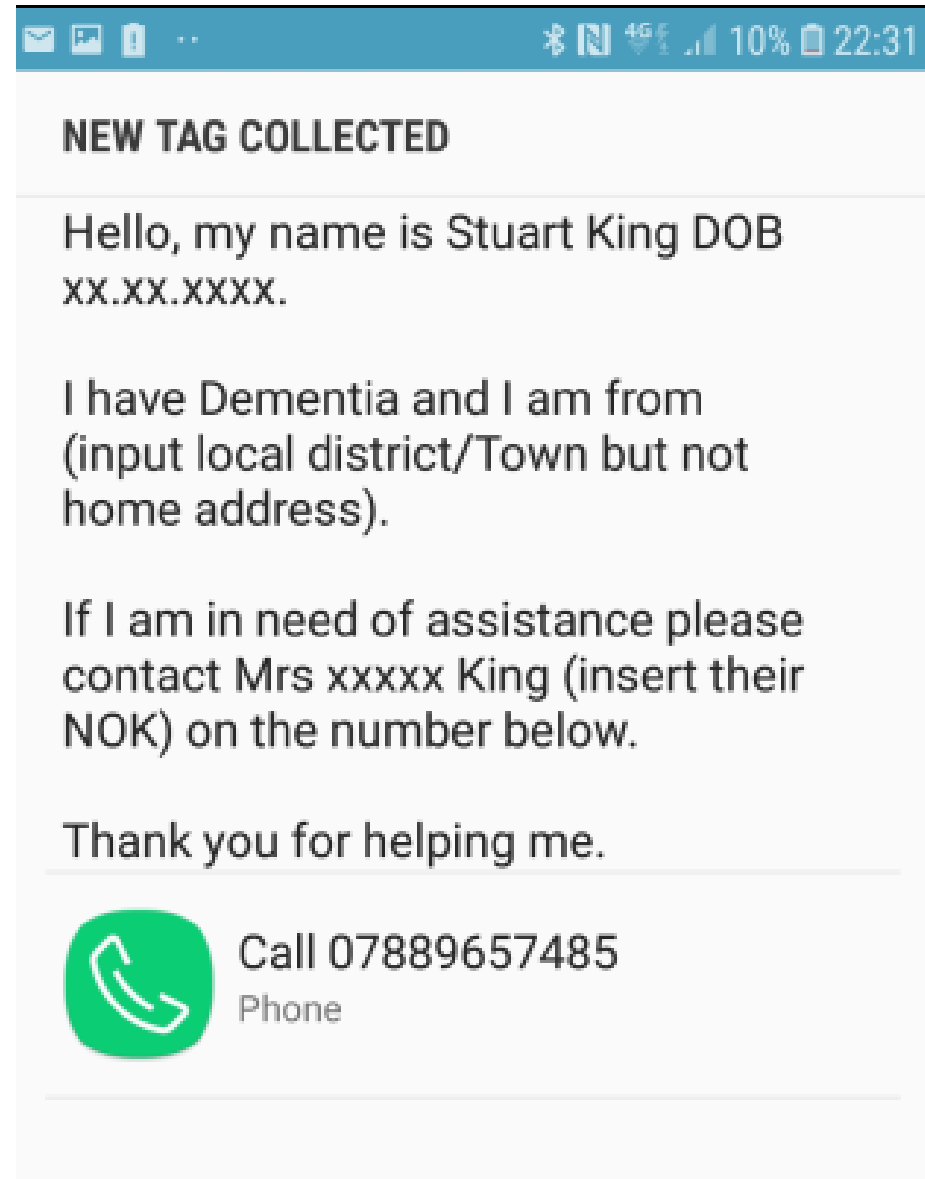 4G 10% 22:31
NEW TAG COLLECTED
Hello, my name is Stuart King DOB
xx.xx.xxxx.
I have Dementia and I am from
(input local district/Town but not
home address).
If I am in need of assistance please
contact Mrs xxxxx King (insert their
NOK) on the number below.
Thank you for helping me.
Call 07889657485
Phone